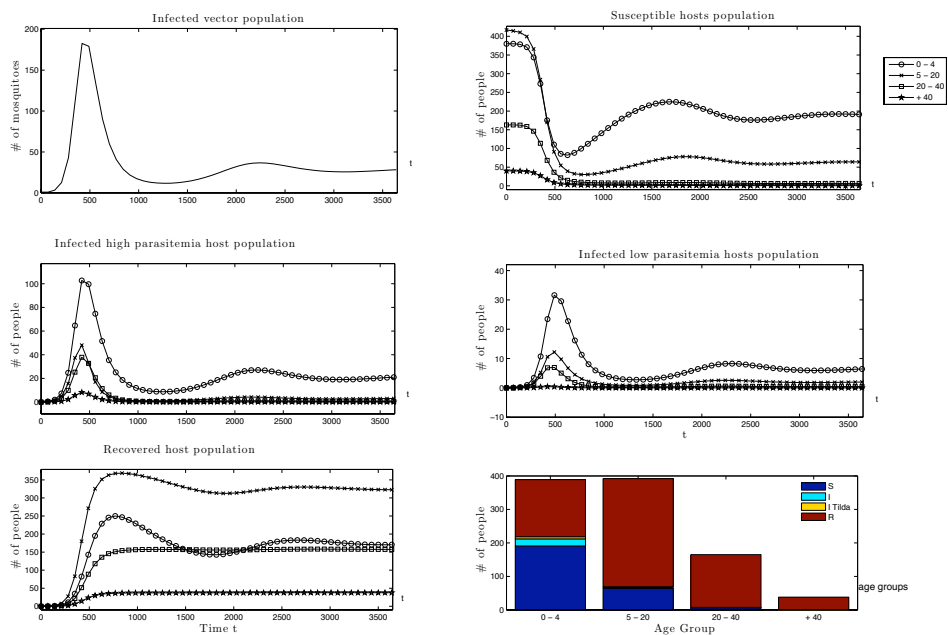 Infected vector population
# of mosquitoes
200
150
100
50
0
0 500 1000 1500 2000 2500 3000 3500
t
Susceptible hosts population
# of people
400
350
300
250
200
150
100
50
0
0 500 1000 1500 2000 2500 3000 3500
t
0 – 4
5 – 20
20 – 40
+ 40
Infected high parasitemia host population
# of people
100
80
60
40
20
0
0 500 1000 1500 2000 2500 3000 3500
t
Infected low parasitemia hosts population
# of people
40
30
20
10
0
−10
0 500 1000 1500 2000 2500 3000 3500
t
t
Recovered host population
# of people
350
300
250
200
150
100
50
0
0 500 1000 1500 2000 2500 3000 3500
t
Time t
# of people
400
300
200
100
0
S
I
I Tilda
R
0 – 4 5 – 20 20 – 40 + 40
age groups
Age Group